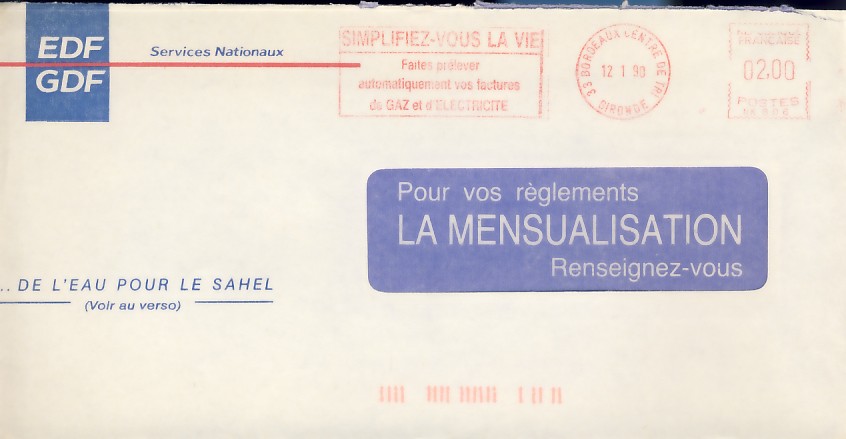 EDF
GDF
Services Nationaux
SIMPLIFIEZ-VOUS LA VIE
Faites prélever
automatiquement vos factures
de GAZ et d'ELECTRICITE
33 BORDEAUX CENTRE DE TRI
12 1 90
GIRONDE
02,00
POSTES
Pour vos règlements
LA MENSUALISATION
Renseignez-vous
.. DE L'EAU POUR LE SAHEL
(Voir au verso)